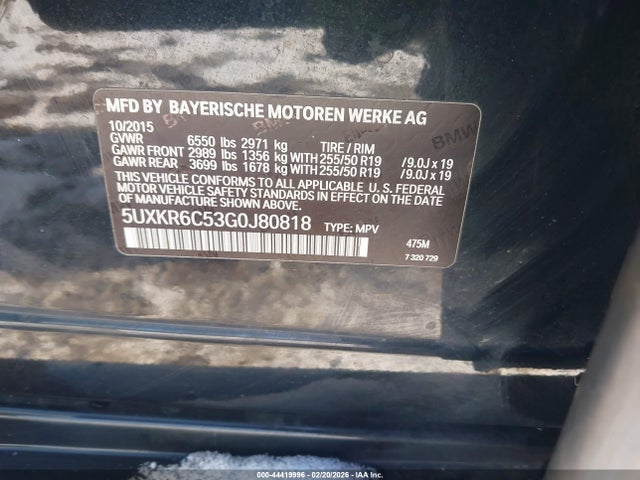 MFD BY BAYERISCHE MOTOREN WERKE AG
10/2015
GVWR 6550 lbs 2971 kg TIRE / RIM
GAWR FRONT 2989 lbs 1356 kg WITH 255/50 R19 /9.0J x 19
GAWR REAR 3699 lbs 1678 kg WITH 255/50 R19 /9.0J x 19
THIS VEHICLE CONFORMS TO ALL APPLICABLE U. S. FEDERAL
MOTOR VEHICLE SAFETY STANDARDS IN EFFECT ON THE DATE
OF MANUFACTURE SHOWN ABOVE.
5UXKR6C53G0J80818 TYPE: MPV
475M
7 320 729
BMW
000-44419996 - 02/20/2026 - IAAI Inc. Copyright